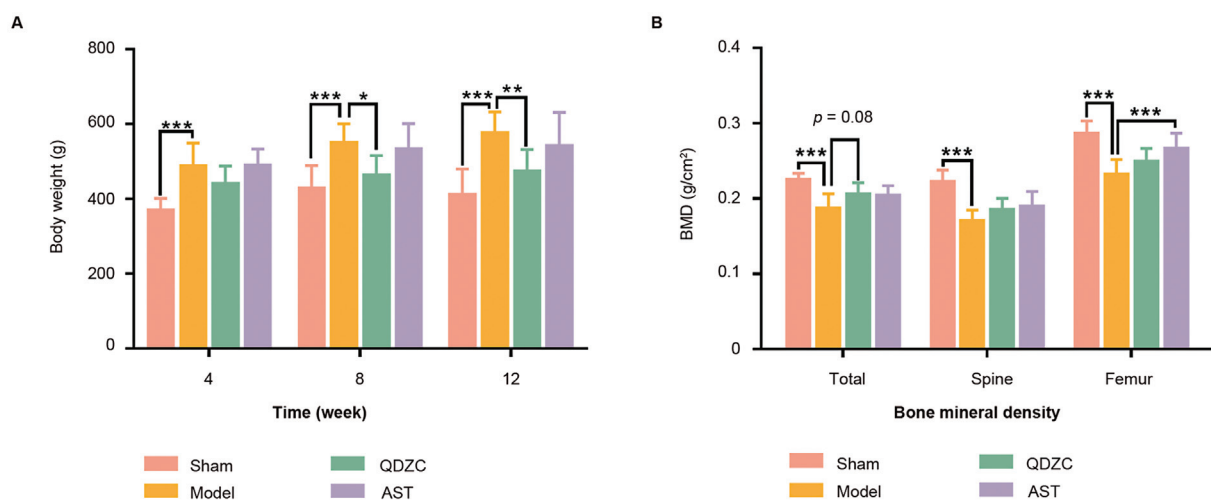 A
800
600
400
200
0
Body weight (g)
***
***
*
***
**
4 8 12
Time (week)
Sham QDZC
Model AST
B
0.4
0.3
0.2
0.1
0
BMD (g/cm²)
***
p = 0.08
***
***
***
Total Spine Femur
Bone mineral density
Sham QDZC
Model AST